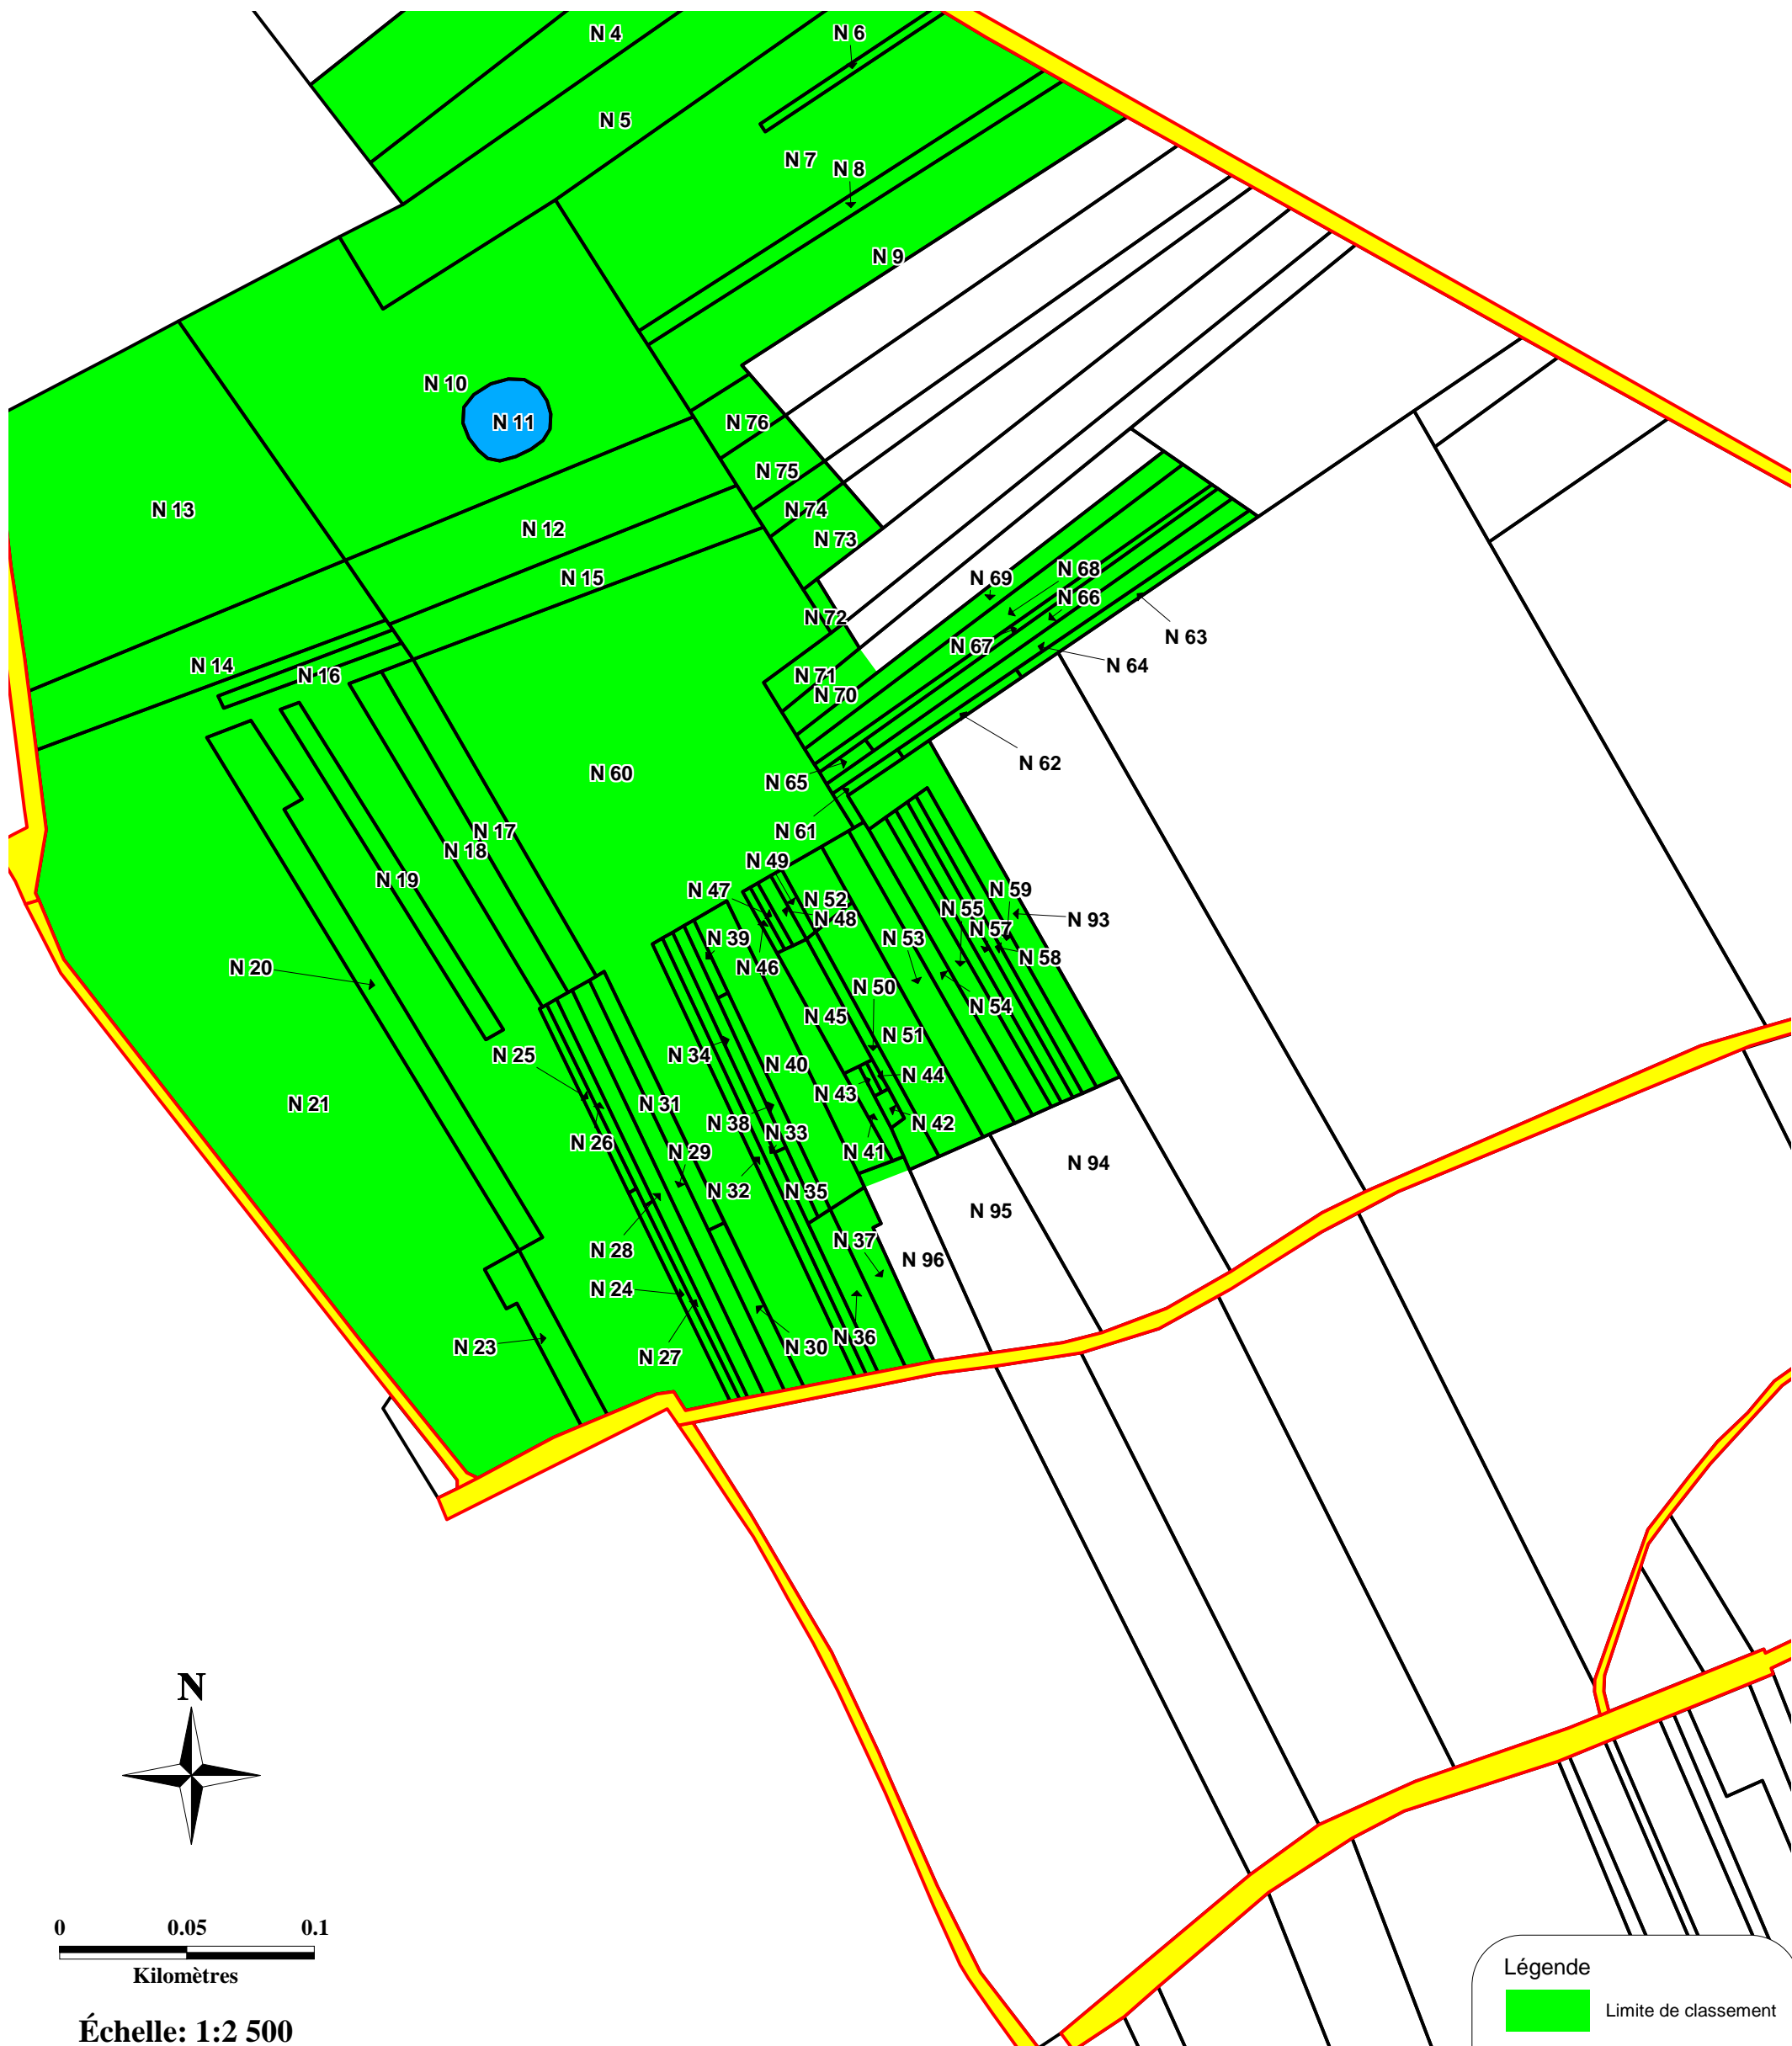 N 4
N 6
N 5
N 7
N 8
N 9
N 10
N 11
N 76
N 75
N 13
N 12
N 74
N 73
N 15
N 69
N 68
N 66
N 72
N 63
N 67
N 64
N 14
N 16
N 71
N 70
N 60
N 62
N 65
N 17
N 61
N 18
N 49
N 19
N 47
N 59
N 52
N 55
N 48
N 93
N 57
N 39
N 53
N 58
N 20
N 46
N 50
N 54
N 45
N 51
N 25
N 34
N 40
N 44
N 43
N 21
N 31
N 38
N 42
N 33
N 26
N 29
N 41
N 94
N 32
N 35
N 95
N 37
N 28
N 96
N 24
N 36
N 23
N 27
N 30
N
0 0.05 0.1
Kilomètres
Échelle: 1:2 500
Légende
Limite de classement